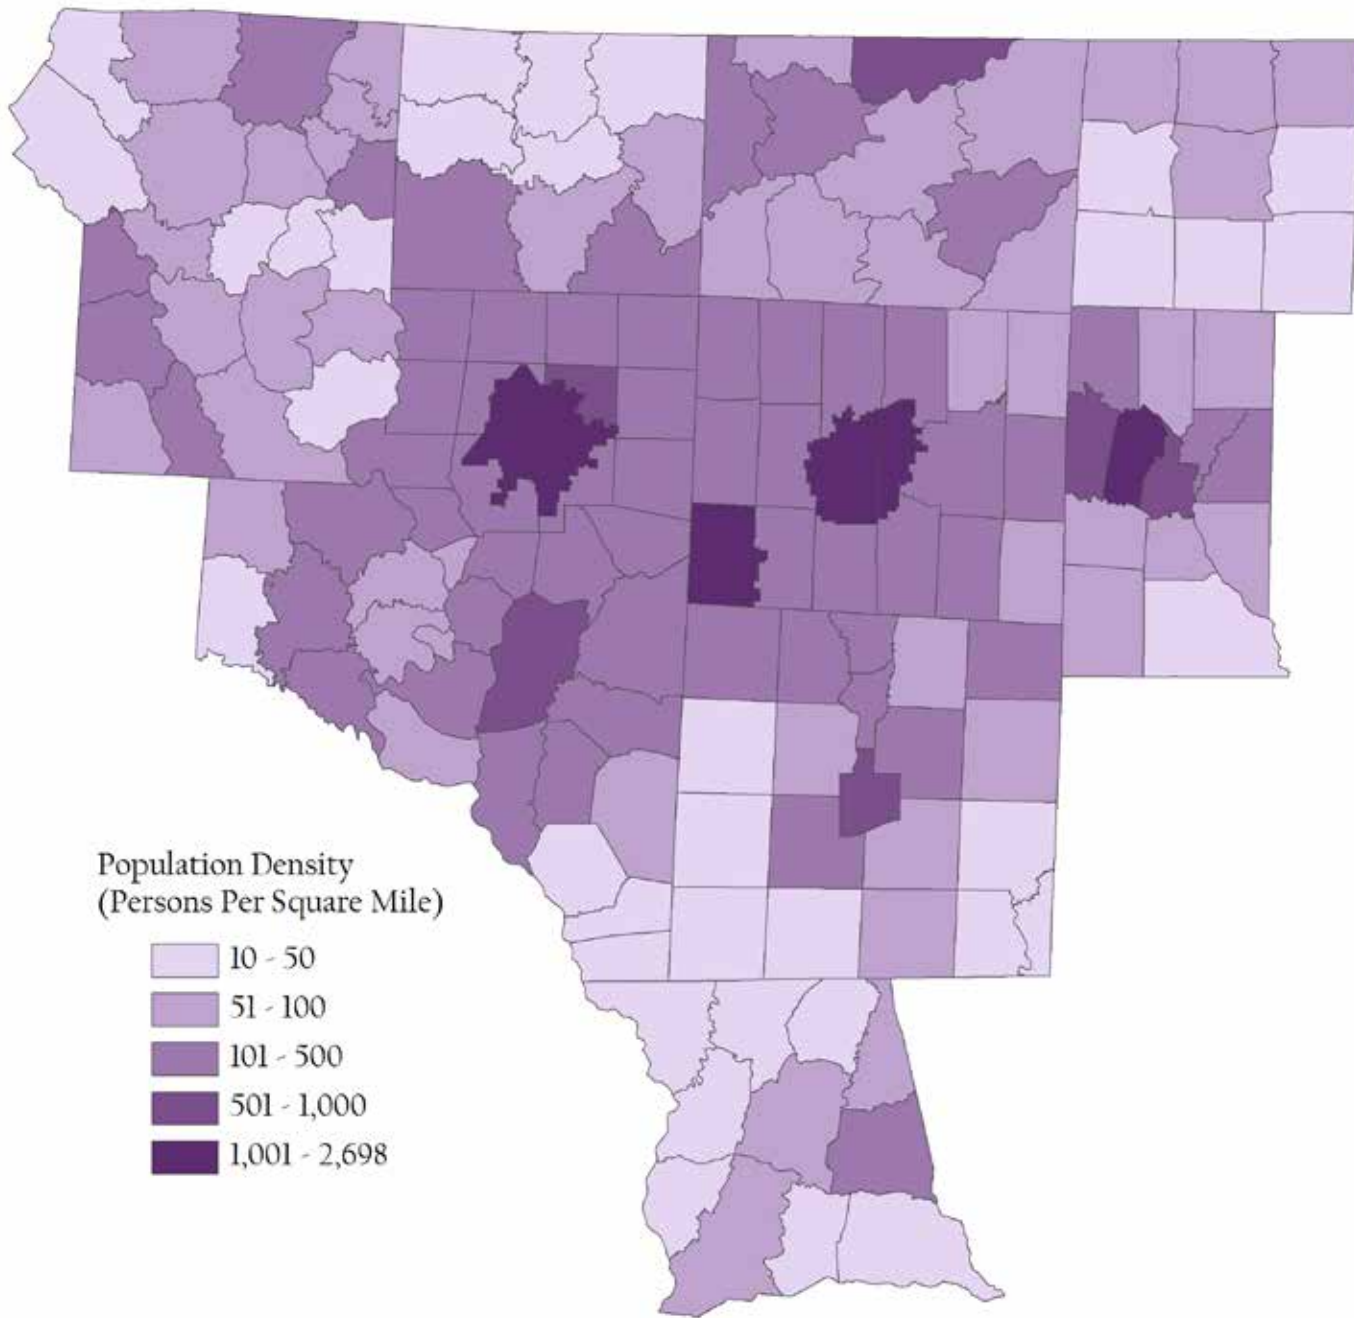 Population Density
(Persons Per Square Mile)
10 - 50
51 - 100
101 - 500
501 - 1,000
1,001 - 2,698